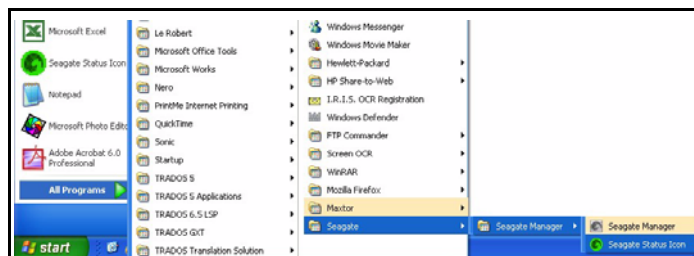 Microsoft Excel
Seagate Status Icon
Notepad
Microsoft Photo Edito
Adobe Acrobat 6.0
Professional
All Programs
start
Le Robert
Microsoft Office Tools
Microsoft Works
Nero
PrintMe Internet Printing
QuickTime
Sonic
Startup
TRADOS 5
TRADOS 5 Applications
TRADOS 6.5 LSP
TRADOS GXT
TRADOS Translation Solution
Windows Messenger
Windows Movie Maker
Hewlett-Packard
HP Share-to-Web
I.R.I.S. OCR Registration
Windows Defender
FTP Commander
Screen OCR
WinRAR
Mozilla Firefox
Maxtor
Seagate
Seagate Manager
Seagate Manager
Seagate Status Icon